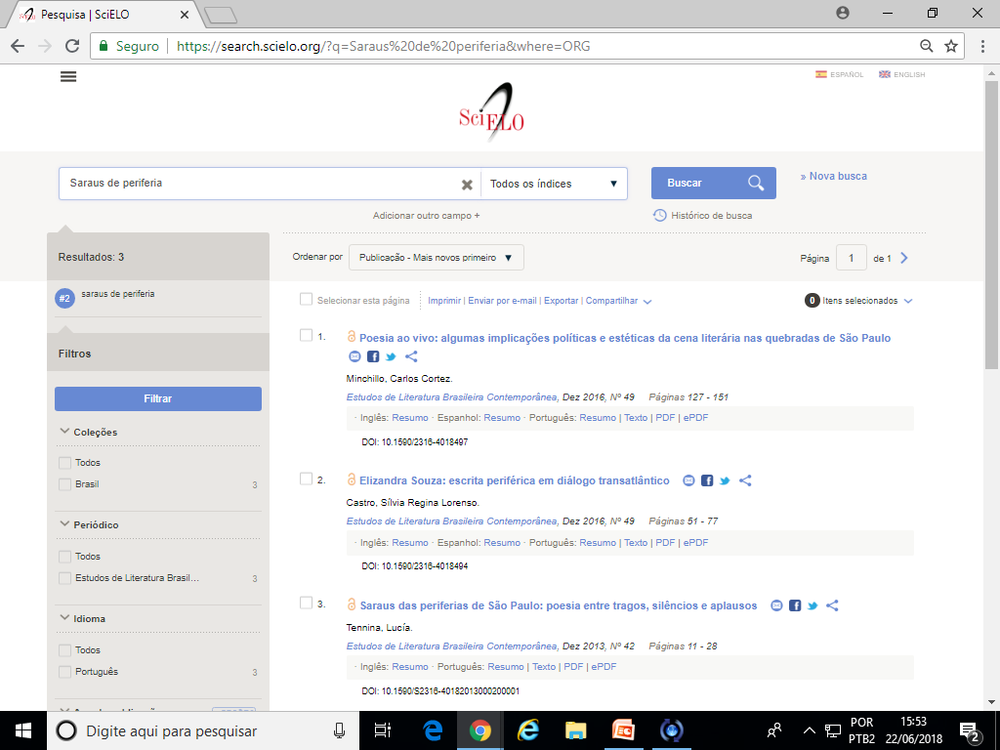 Pesquisa | SciELO
Seguro
https://search.scielo.org/?q=Saraus%20de%20periferia&where=ORG
ESPAÑOL
ENGLISH
SciELO
Saraus de periferia
Todos os índices
Buscar
» Nova busca
Adicionar outro campo +
Histórico de busca
Resultados: 3
Ordenar por
Publicação - Mais novos primeiro
Página 1 de 1
#2 saraus de periferia
Selecionar esta página
Imprimir | Enviar por e-mail | Exportar | Compartilhar
0 Itens selecionados
Filtros
Filtrar
Coleções
Todos
Brasil 3
Periódico
Todos
Estudos de Literatura Brasil... 3
Idioma
Todos
Português 3
1. Poesia ao vivo: algumas implicações políticas e estéticas da cena literária nas quebradas de São Paulo
Minchillo, Carlos Cortez.
Estudos de Literatura Brasileira Contemporânea, Dez 2016, Nº 49 Páginas 127 - 151
· Inglês: Resumo · Espanhol: Resumo · Português: Resumo | Texto | PDF | ePDF
DOI: 10.1590/2316-4018497
2. Elizandra Souza: escrita periférica em diálogo transatlântico
Castro, Sílvia Regina Lorenso.
Estudos de Literatura Brasileira Contemporânea, Dez 2016, Nº 49 Páginas 51 - 77
· Inglês: Resumo · Espanhol: Resumo · Português: Resumo | Texto | PDF | ePDF
DOI: 10.1590/2316-4018494
3. Saraus das periferias de São Paulo: poesia entre tragos, silêncios e aplausos
Tennina, Lucía.
Estudos de Literatura Brasileira Contemporânea, Dez 2013, Nº 42 Páginas 11 - 28
· Inglês: Resumo · Português: Resumo | Texto | PDF | ePDF
DOI: 10.1590/S2316-40182013000200001
Digite aqui para pesquisar
POR
PTB2
15:53
22/06/2018
2